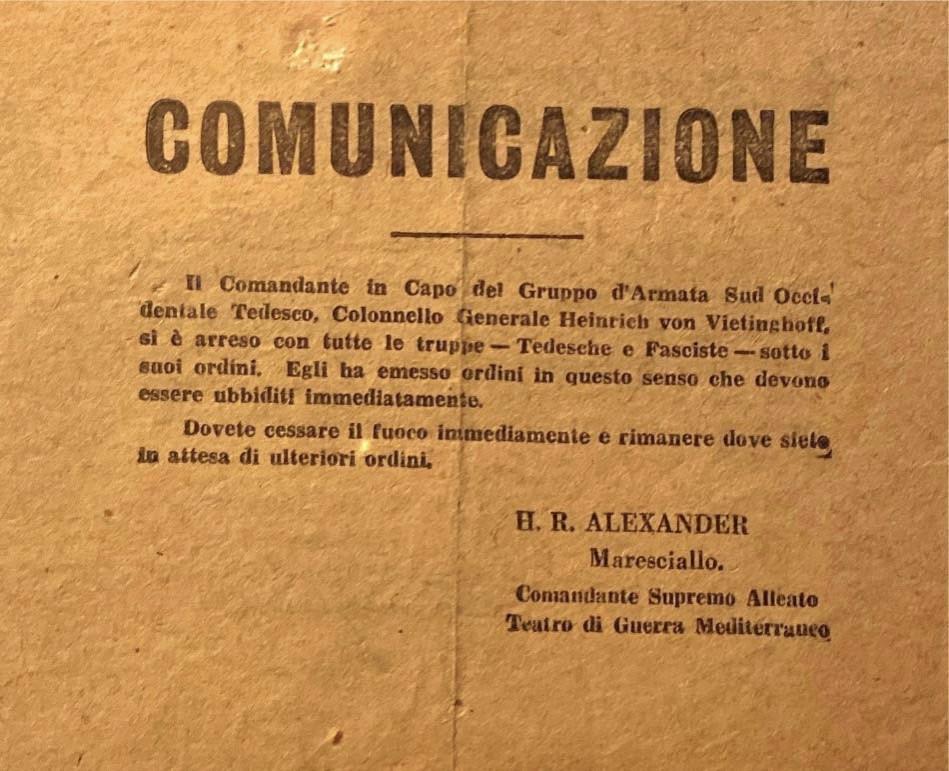 COMUNICAZIONE
Il Comandante in Capo del Gruppo d'Armata Sud Occi-
dentale Tedesco, Colonnello Generale Heinrich von Vietinghoff,
si è arreso con tutte le truppe — Tedesche e Fasciste — sotto i
suoi ordini. Egli ha emesso ordini in questo senso che devono
essere ubbiditi immediatamente.
Dovete cessare il fuoco immediamente e rimanere dove siete
in attesa di ulteriori ordini.
H. R. ALEXANDER
Maresciallo.
Comandante Supremo Alleato
Teatro di Guerra Mediterraneo